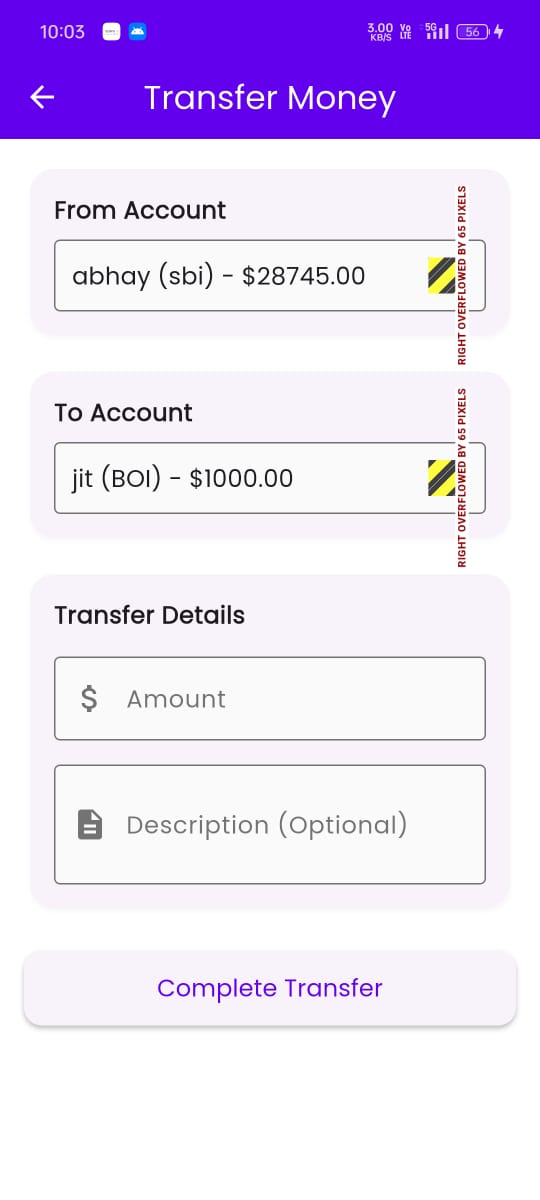 10:03
3.00 KB/S Vo LTE 5G 56
Transfer Money
From Account
abhay (sbi) - $28745.00
RIGHT OVERFLOWED BY 65 PIXELS
To Account
jit (BOI) - $1000.00
RIGHT OVERFLOWED BY 65 PIXELS
Transfer Details
$ Amount
Description (Optional)
Complete Transfer